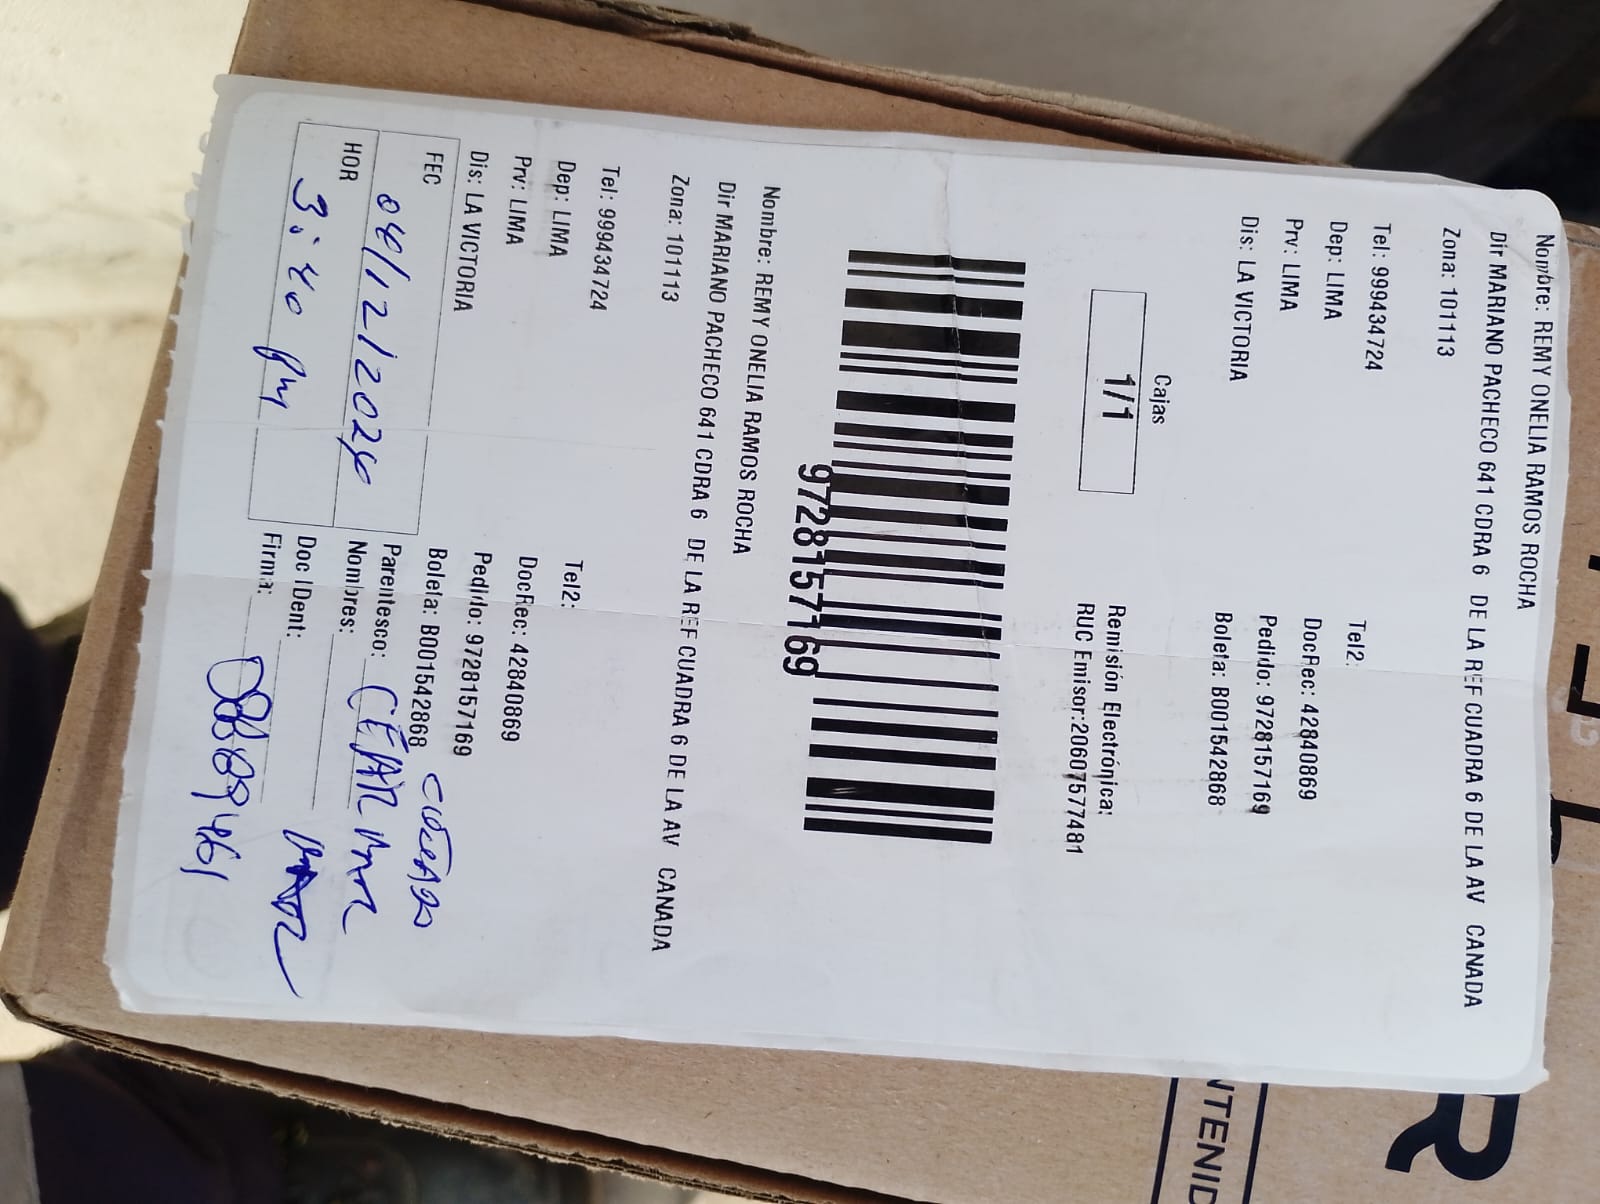 Nombre: REMY ONELIA RAMOS ROCHA
Dir MARIANO PACHECO 641 CDRA 6 DE LA REF CUADRA 6 DE LA AV CANADA
Zona: 101113
Tel: 999434724 Tel2:
Dep: LIMA DocRec: 42840869
Prv: LIMA Pedido: 9728157169
Dis: LA VICTORIA Boleta: B001542868
Cajas
1/1
Remisión Electrónica:
RUC Emisor:20607577481
9728157169
Nombre: REMY ONELIA RAMOS ROCHA
Dir MARIANO PACHECO 641 CDRA 6 DE LA REF CUADRA 6 DE LA AV CANADA
Zona: 101113
Tel: 999434724 Tel2:
Dep: LIMA DocRec: 42840869
Prv: LIMA Pedido: 9728157169
Dis: LA VICTORIA Boleta: B001542868
FEC 04/12/2024 Parentesco:
HOR 3:40 pm Nombres: CÉSAR
Doc IDent:
Firma:
NTENID
R